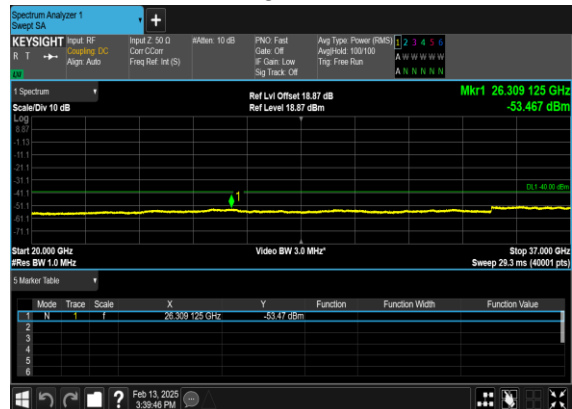 Spectrum Analyzer 1
Swept SA
KEYSIGHT Input: RF Input Z: 50 Ω #Atten: 10 dB PNO: Fast Avg Type: Power (RMS) 1 2 3 4 5 6
R T Coupling: DC Corr CCorr Gate: Off Avg|Hold: 100/100 A W W W W W
Align: Auto Freq Ref: Int (S) IF Gain: Low Trig: Free Run
LW Sig Track: Off A N N N N N
1 Spectrum Ref Lvl Offset 18.87 dB Mkr1 26.309 125 GHz
Scale/Div 10 dB Ref Level 18.87 dBm -53.467 dBm
Log
8.87
-1.13
-11.1
-21.1
-31.1
-41.1 DL1 -40.00 dBm
-51.1 1
-61.1
-71.1
Start 20.000 GHz Video BW 3.0 MHz* Stop 37.000 GHz
#Res BW 1.0 MHz Sweep 29.3 ms (40001 pts)
5 Marker Table
Mode Trace Scale X Y Function Function Width Function Value
1 N 1 f 26.309 125 GHz -53.47 dBm
2
3
4
5
6
? Feb 13, 2025
3:39:46 PM